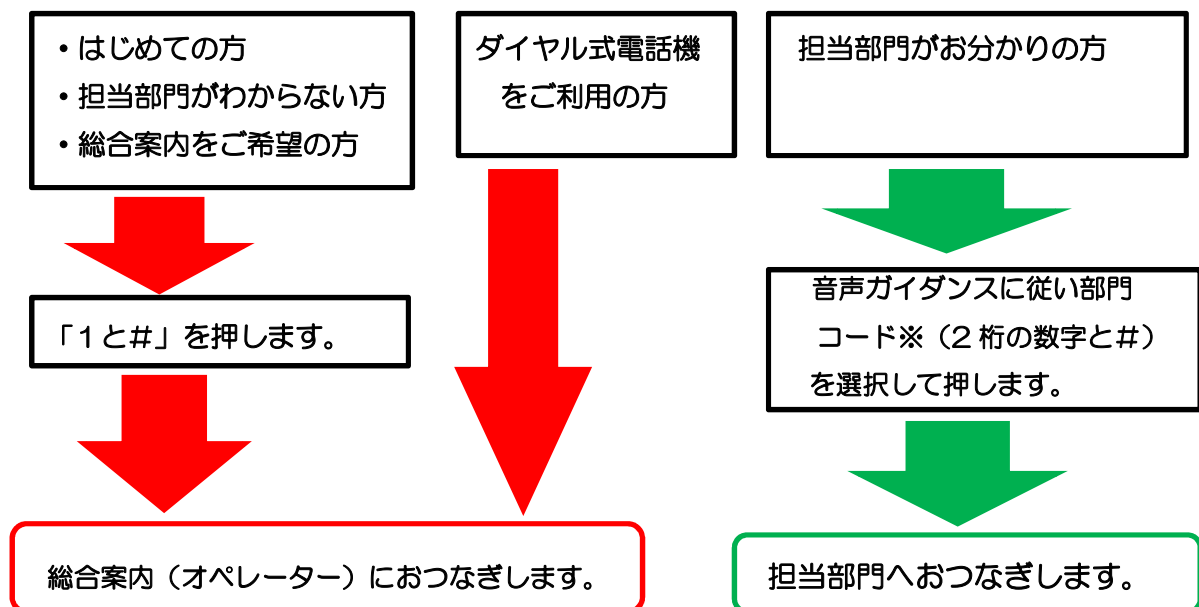 ・はじめての方
・担当部門がわからない方
・総合案内をご希望の方
ダイヤル式電話機
をご利用の方
担当部門がお分かりの方
「1と#」を押します。
音声ガイダンスに従い部門
コード※（2 桁の数字と#）
を選択して押します。
総合案内（オペレーター）におつなぎします。
担当部門へおつなぎします。